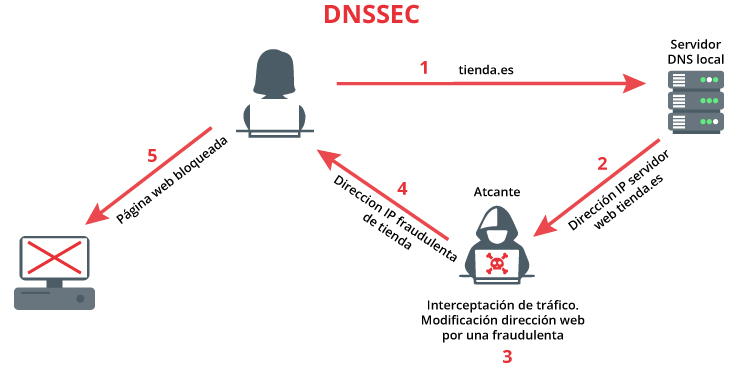 DNSSEC
1
tienda.es
Servidor
DNS local
2
Dirección IP servidor
web tienda.es
Atcante
Interceptación de tráfico.
Modificación dirección web
por una fraudulenta
3
4
Direccion IP fraudulenta
de tienda
5
Página web bloqueada